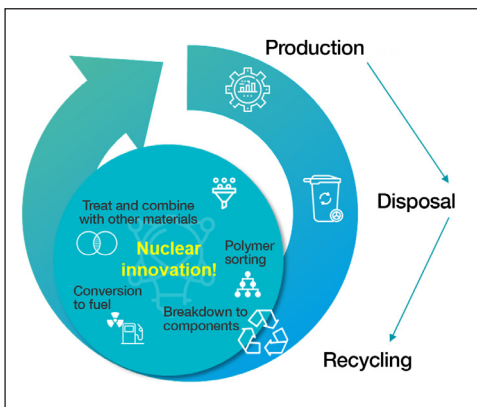 Production
Disposal
Treat and combine
with other materials
Nuclear
innovation!
Polymer
sorting
Conversion
to fuel
Breakdown to
components
Recycling